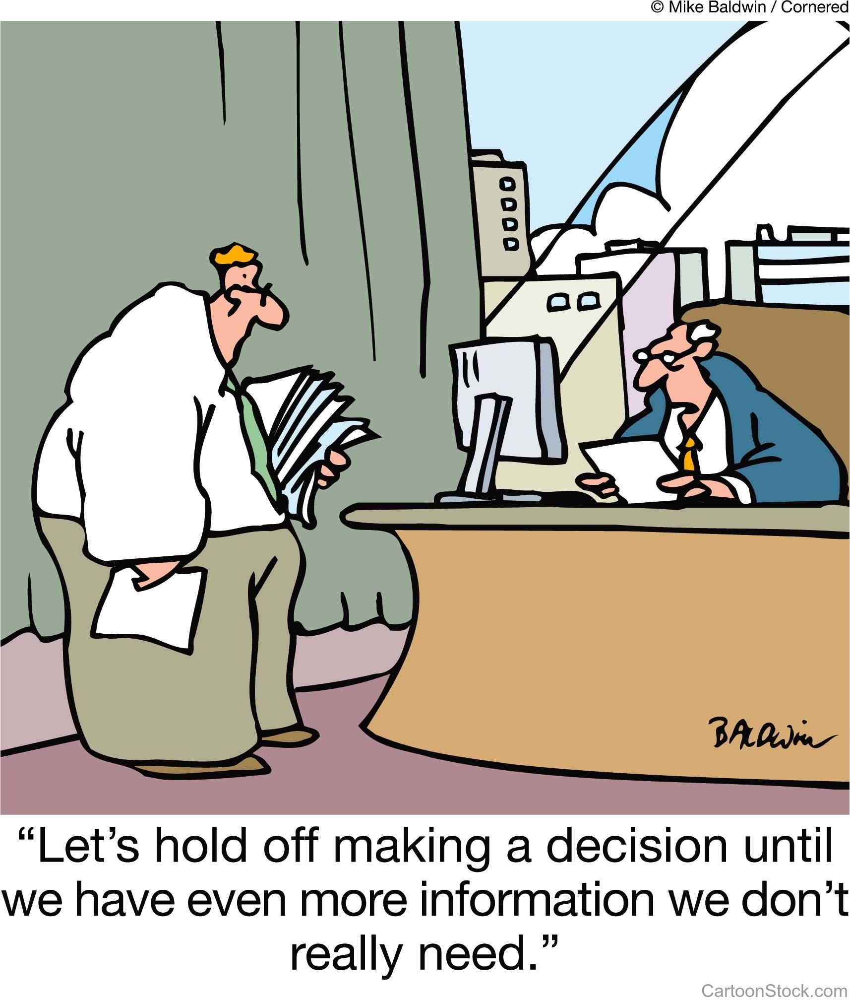 © Mike Baldwin / Cornered
BALDWin
“Let’s hold off making a decision until
we have even more information we don’t
really need.”
CartoonStock.com